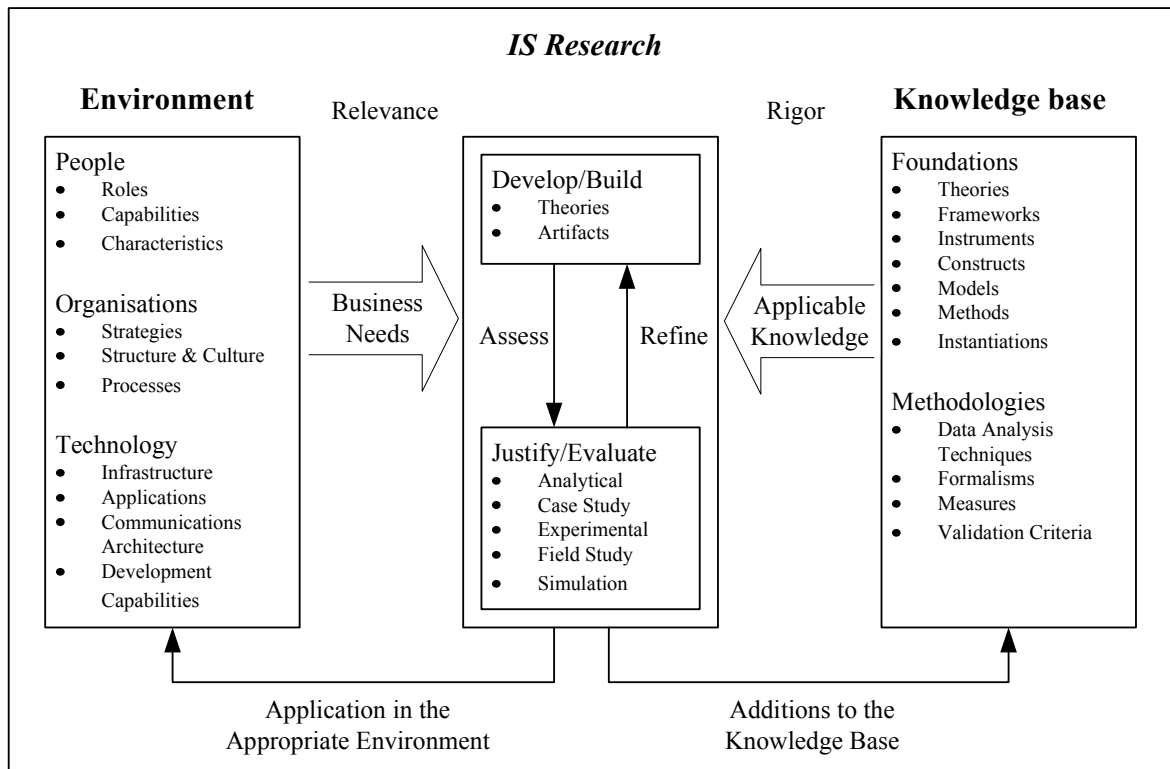 IS Research
Environment
Relevance
Rigor
Knowledge base
People
Roles
Capabilities
Characteristics
Organisations
Strategies
Structure & Culture
Processes
Technology
Infrastructure
Applications
Communications
Architecture
Development
Capabilities
Business
Needs
Develop/Build
Theories
Artifacts
Assess
Refine
Justify/Evaluate
Analytical
Case Study
Experimental
Field Study
Simulation
Applicable
Knowledge
Foundations
Theories
Frameworks
Instruments
Constructs
Models
Methods
Instantiations
Methodologies
Data Analysis
Techniques
Formalisms
Measures
Validation Criteria
Application in the
Appropriate Environment
Additions to the
Knowledge Base